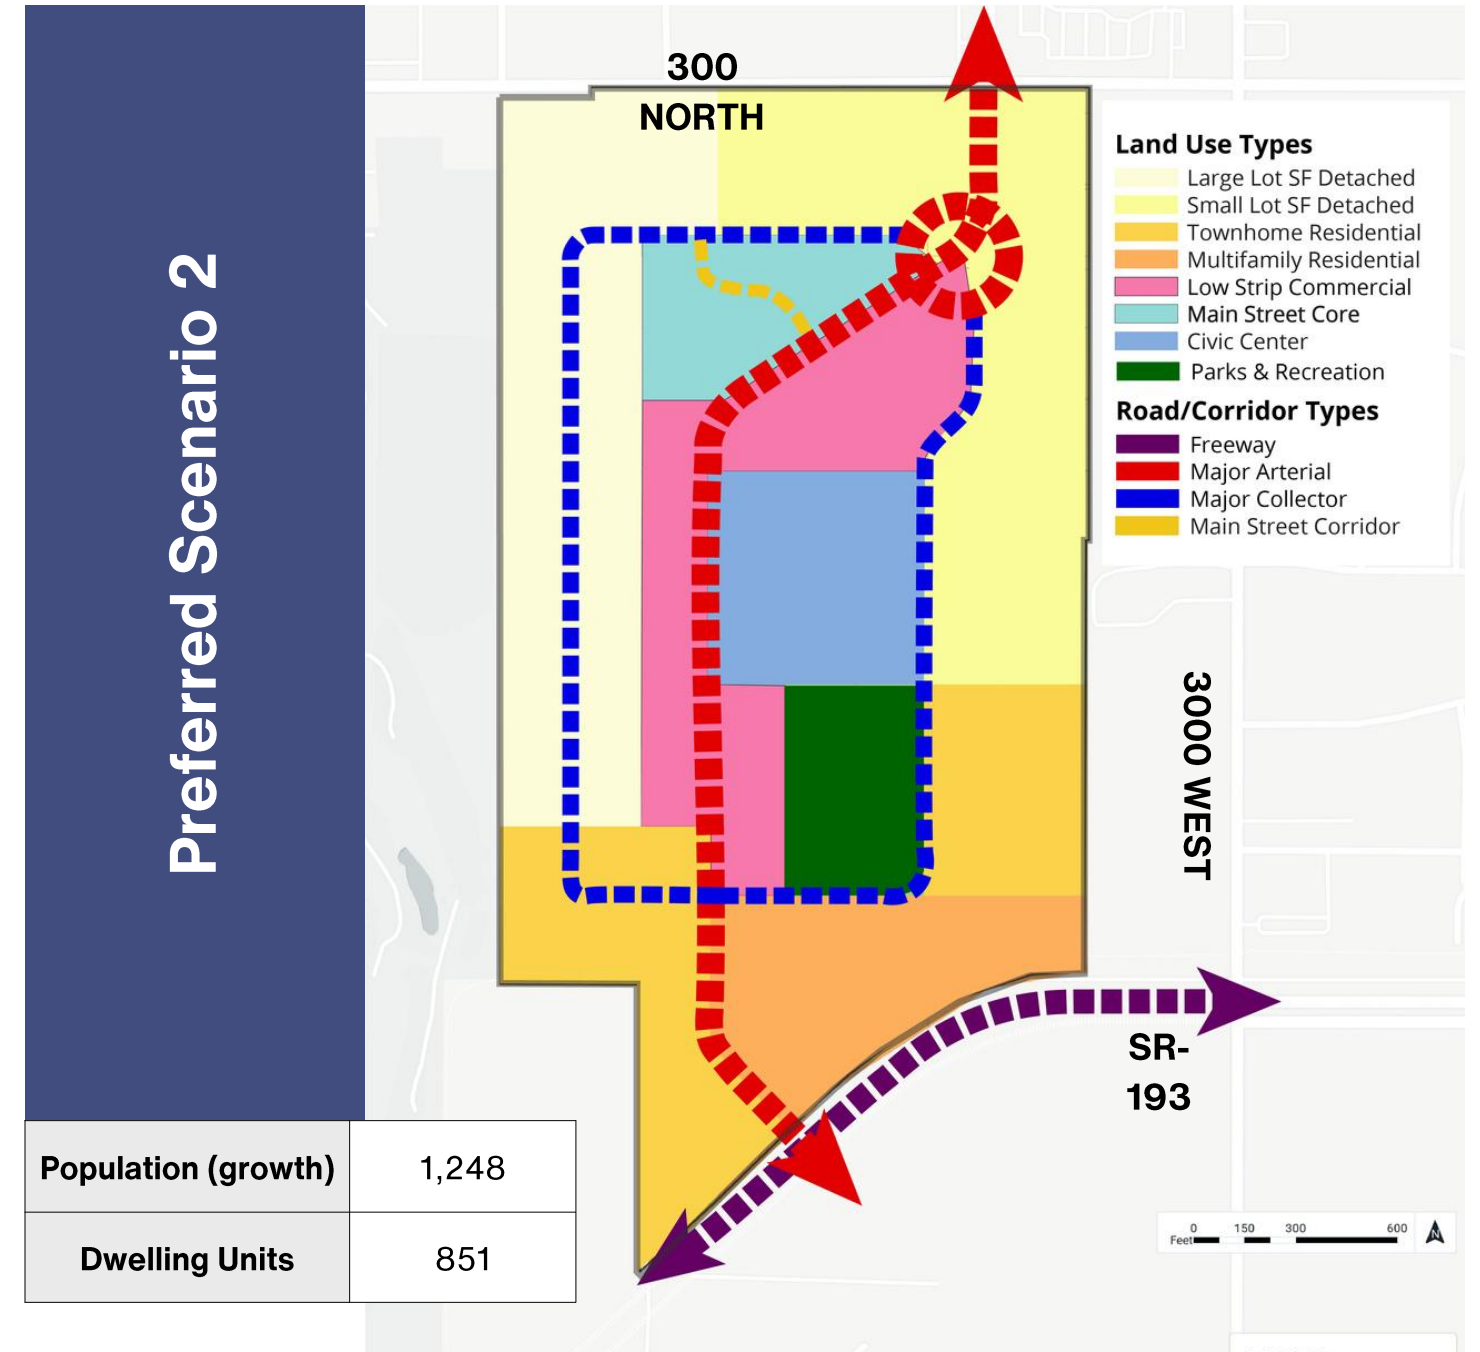 Preferred Scenario 2
300
NORTH
Land Use Types
Large Lot SF Detached
Small Lot SF Detached
Townhome Residential
Multifamily Residential
Low Strip Commercial
Main Street Core
Civic Center
Parks & Recreation
Road/Corridor Types
Freeway
Major Arterial
Major Collector
Main Street Corridor
3000 WEST
SR-
193
Population (growth) 1,248
Dwelling Units 851
0 150 300 600
Feet
N